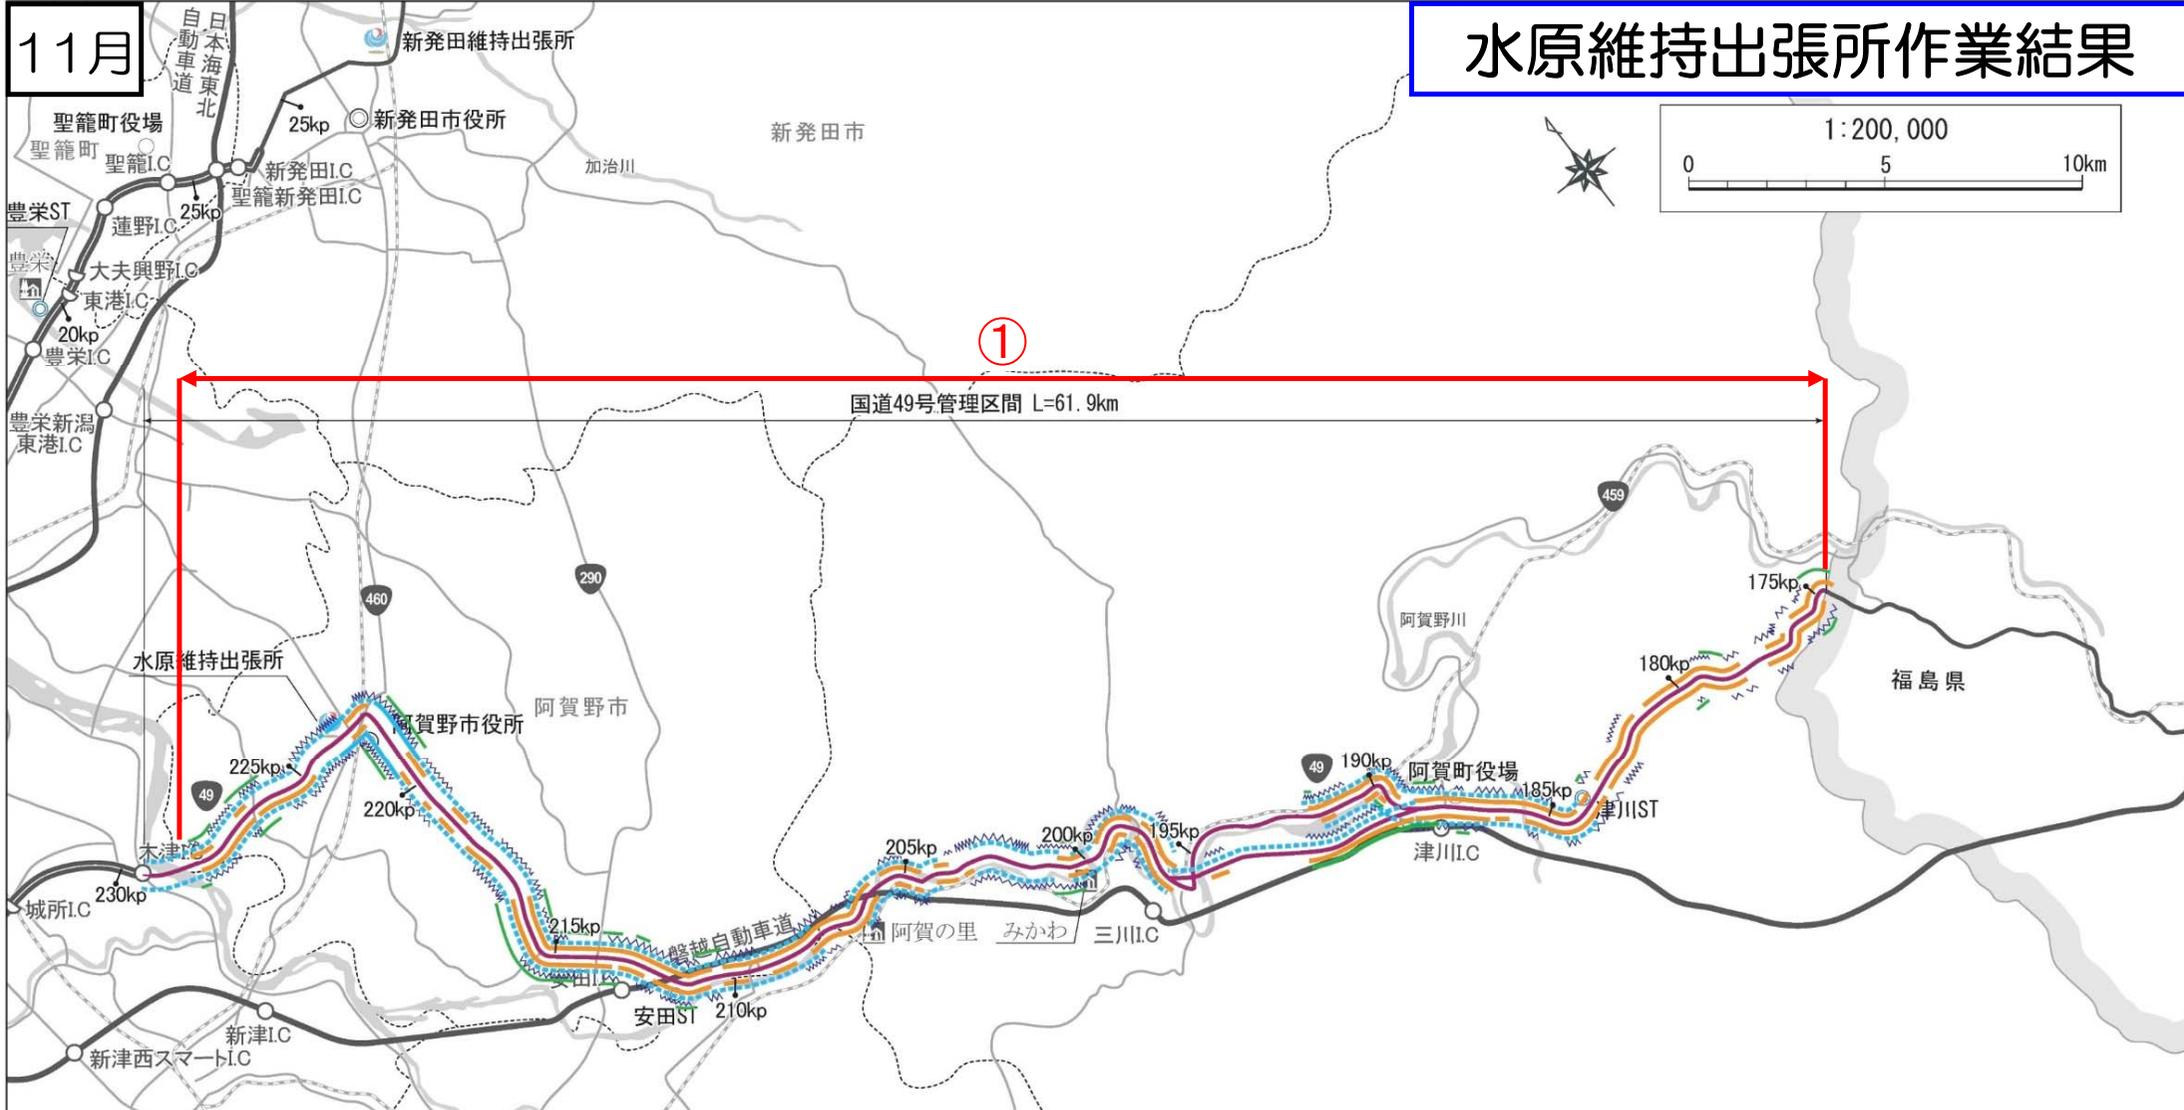 11月
水原維持出張所作業結果
日本海東北
自動車道
新発田維持出張所
1:200,000
0 5 10km
聖籠町役場
聖籠町
25kp
新発田市役所
新発田市
加治川
聖籠I.C
新発田I.C
聖籠新発田I.C
豊栄ST
25kp
蓮野I.C
豊栄
大夫興野I.C
東港I.C
20kp
豊栄I.C
①
国道49号管理区間 L=61.9km
豊栄新潟
東港I.C
459
290
460
175kp
阿賀野川
水原維持出張所
180kp
福島県
阿賀野市
阿賀野市役所
225kp
49
220kp
49
190kp
阿賀町役場
185kp
津川ST
木津I.C
230kp
205kp
200kp
195kp
津川I.C
城所I.C
215kp
磐越自動車道
阿賀の里
みかわ
三川I.C
安田I.C
安田ST
210kp
新津I.C
新津西スマートI.C